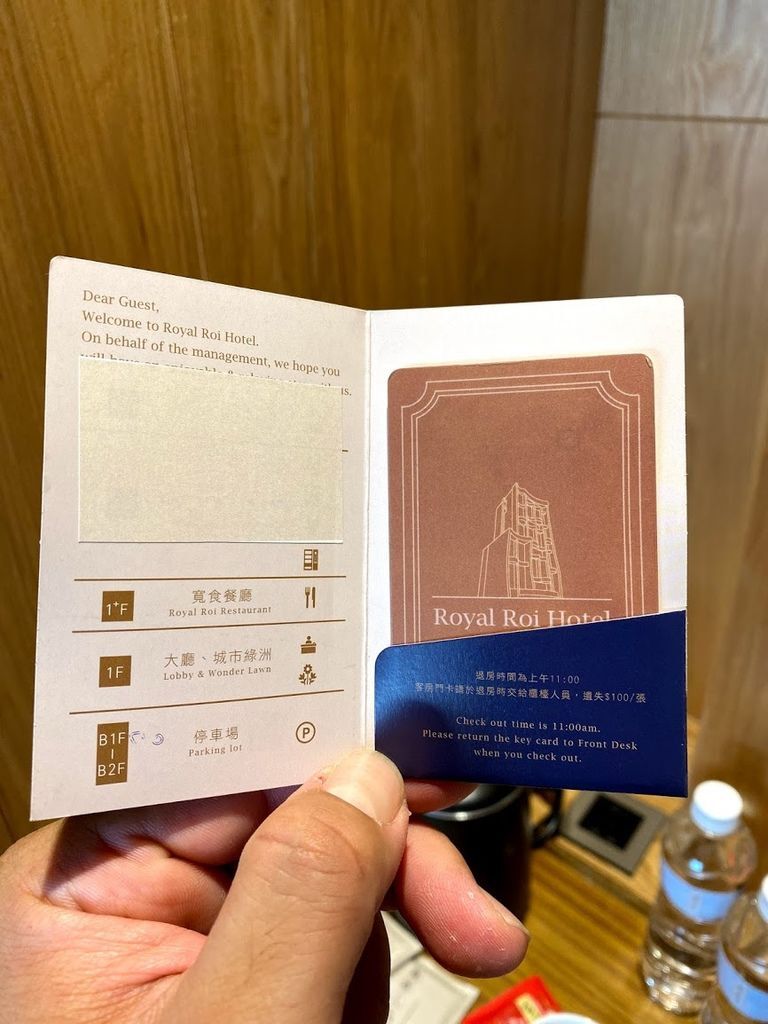 Dear Guest,
Welcome to Royal Roi Hotel.
On behalf of the management, we hope you
us.
1⁺F
寬食餐廳
Royal Roi Restaurant
1F
大廳、城市綠洲
Lobby & Wonder Lawn
B1F
B2F
停車場
Parking lot
P
Royal Roi Hotel
退房時間為上午11:00
客房門卡請於退房時交給櫃檯人員，遺失$100/張
Check out time is 11:00am.
Please return the key card to Front Desk
when you check out.